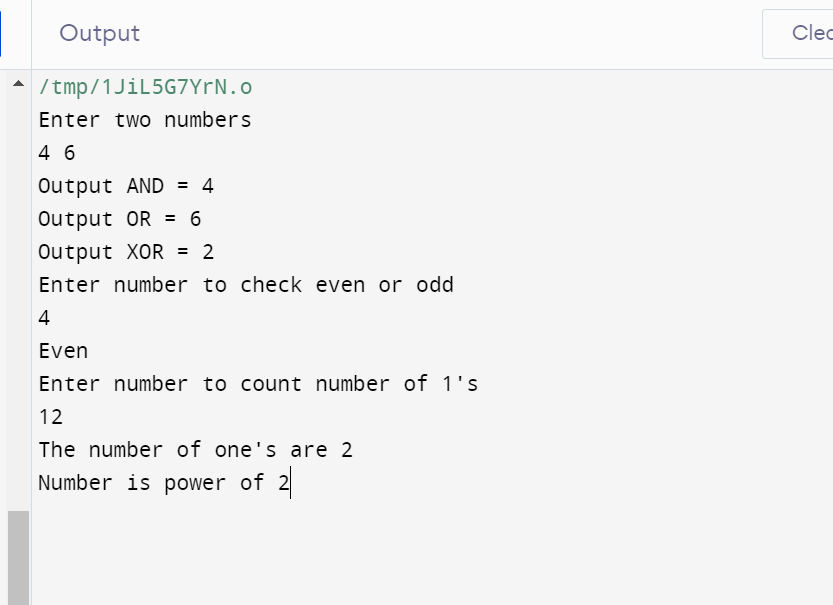 Output
Clea
/tmp/1JiL5G7YrN.o
Enter two numbers
4 6
Output AND = 4
Output OR = 6
Output XOR = 2
Enter number to check even or odd
4
Even
Enter number to count number of 1's
12
The number of one's are 2
Number is power of 2